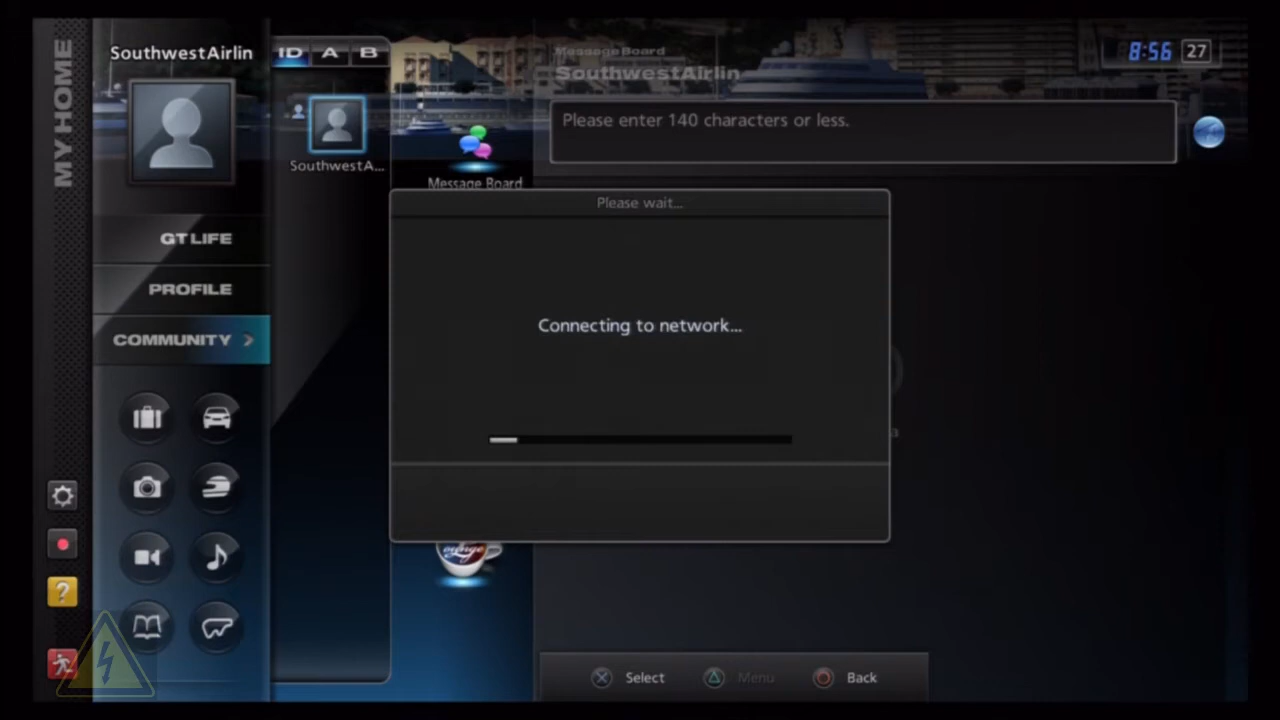 MY HOME
SouthwestAirlin
ID A B
Message Board
SouthwestAirlin
8:56 27
Please enter 140 characters or less.
SouthwestA...
Message Board
Please wait...
GT LIFE
PROFILE
COMMUNITY
Connecting to network...
a
ounge
?
Select
Menu
Back